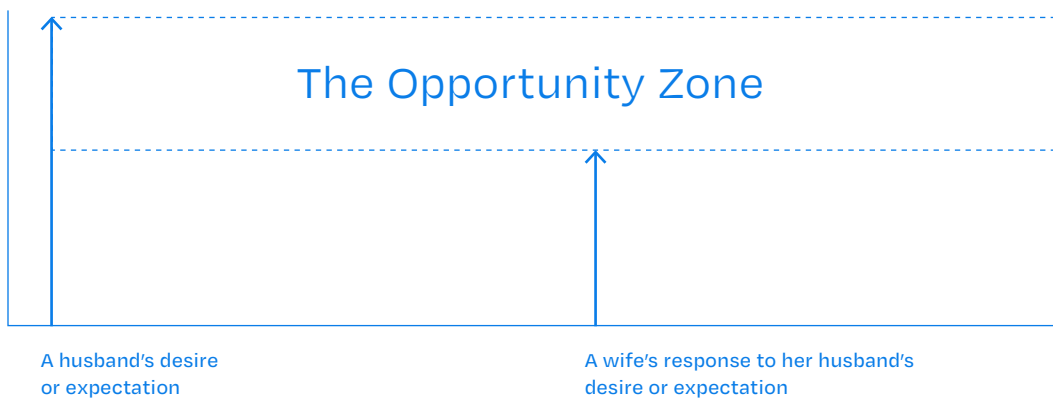 The Opportunity Zone
A husband's desire
or expectation
A wife's response to her husband's
desire or expectation